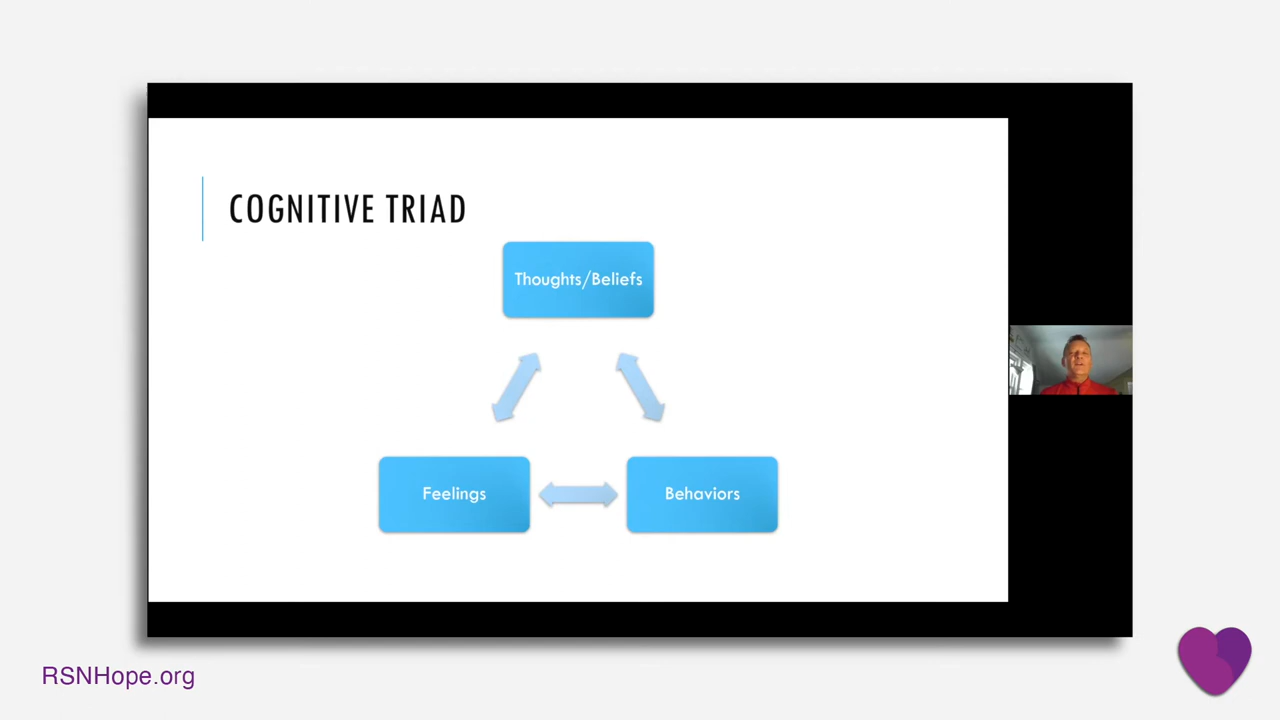 COGNITIVE TRIAD
Thoughts/Beliefs
Feelings
Behaviors
RSNHope.org